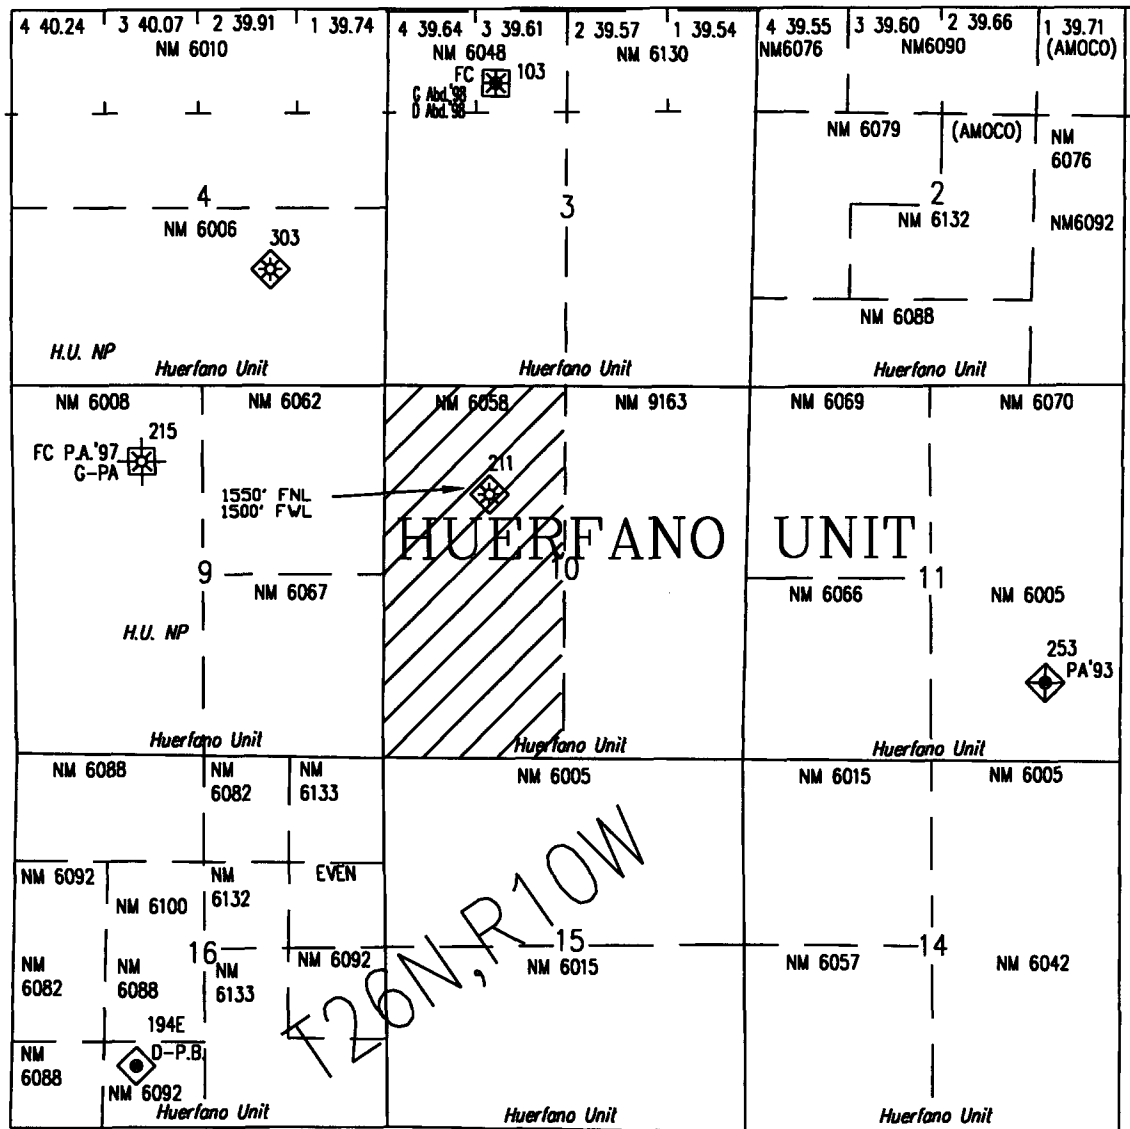 4 40.24 3 40.07 2 39.91 1 39.74
NM 6010
4 39.64 3 39.61 2 39.57 1 39.54
NM 6048
NM 6130
4 39.55 3 39.60 2 39.66 1 39.71
NM6076
NM6090
(AMOCO)
FC
103
G Abd.'98
D Abd.'98
NM 6079
(AMOCO)
NM
6076
4
3
2
NM 6006
NM 6132
NM6092
303
NM 6088
H.U. NP
Huerfano Unit
Huerfano Unit
Huerfano Unit
NM 6008
NM 6062
NM 6058
NM 9163
NM 6069
NM 6070
215
FC P.A.'97
G-PA
211
1550' FNL
1500' FWL
HUERFANO UNIT
9
10
11
NM 6067
NM 6066
NM 6005
H.U. NP
253
PA'93
Huerfano Unit
Huerfano Unit
Huerfano Unit
NM 6088
NM
6082
NM
6133
NM 6005
NM 6015
NM 6005
NM 6092
NM
6132
EVEN
NM 6100
T26N,R10W
16
15
14
NM
6082
NM
6088
NM
6133
NM 6092
NM 6015
NM 6057
NM 6042
194E
D-P.B.
NM
6088
NM 6092
Huerfano Unit
Huerfano Unit
Huerfano Unit